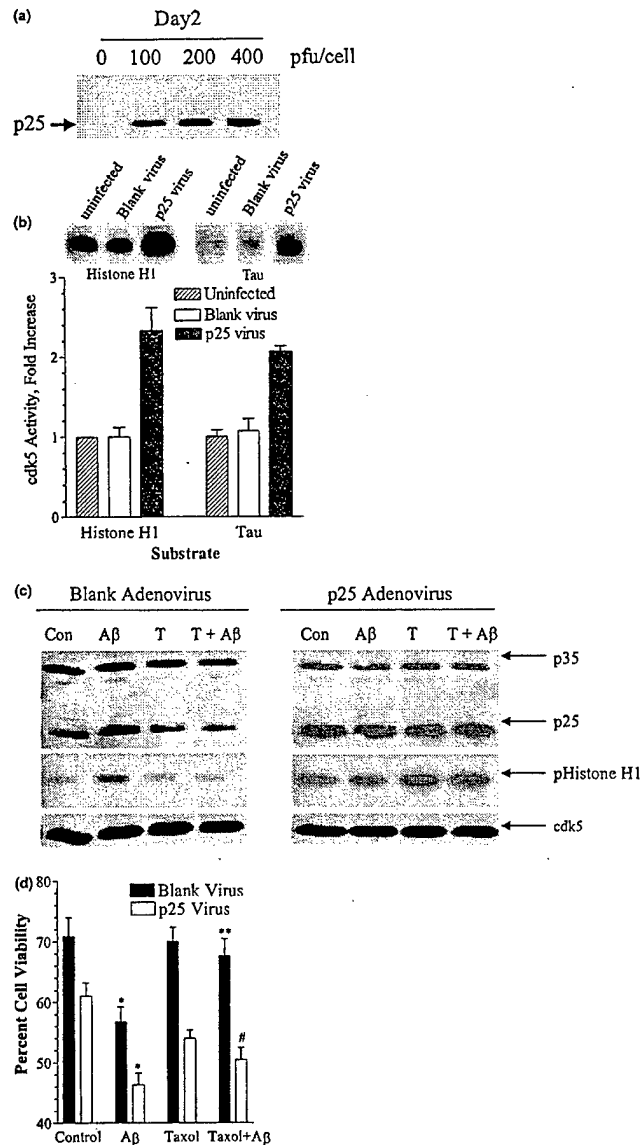 (a)
Day2
0 100 200 400 pfu/cell
p25
(b)
uninfected Blank virus p25 virus uninfected Blank virus p25 virus
Histone H1 Tau
3
2
1
0
cdk5 Activity, Fold Increase
Uninfected
Blank virus
p25 virus
Histone H1 Tau
Substrate
(c)
Blank Adenovirus p25 Adenovirus
Con Aβ T T + Aβ Con Aβ T T + Aβ
p35
p25
pHistone H1
cdk5
(d)
80
70
60
50
40
Percent Cell Viability
Blank Virus
p25 Virus
* * ** #
Control Aβ Taxol Taxol+Aβ